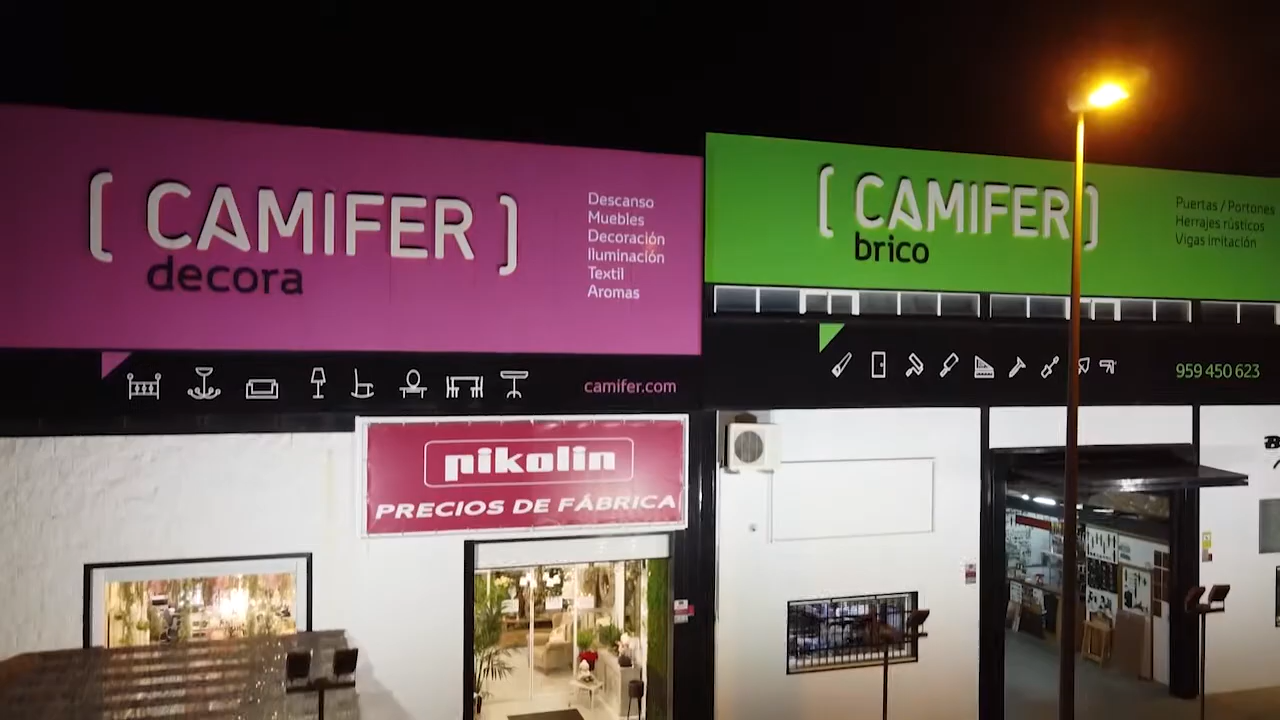 [ CAMIFER ]
decora
Descanso
Muebles
Decoración
Iluminación
Textil
Aromas
camifer.com
[ CAMIFER ]
brico
Puertas / Portones
Herrajes rústicos
Vigas imitación
959 450 623
pikolin
PRECIOS DE FÁBRICA